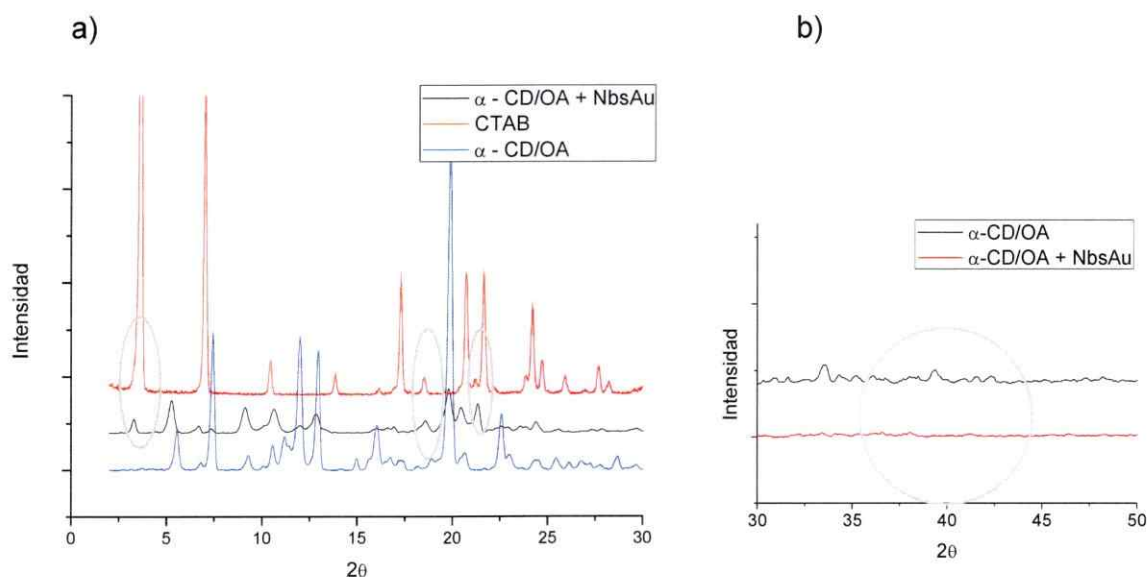 a)
α - CD/OA + NbsAu
CTAB
α - CD/OA
Intensidad
0 5 10 15 20 25 30
2θ
b)
α-CD/OA
α-CD/OA + NbsAu
Intensidad
30 35 40 45 50
2θ